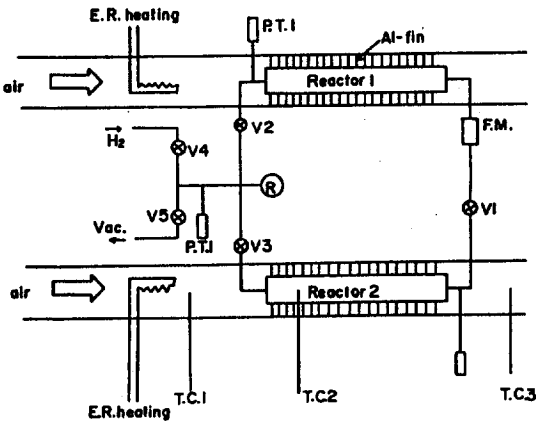 E.R. heating
P.T.1
Al-fin
air
Reactor 1
V2
F.M.
H2
V4
R
V5
V1
Vac.
P.T.1
V3
air
Reactor 2
T.C.1
T.C.2
T.C.3
E.R.heating